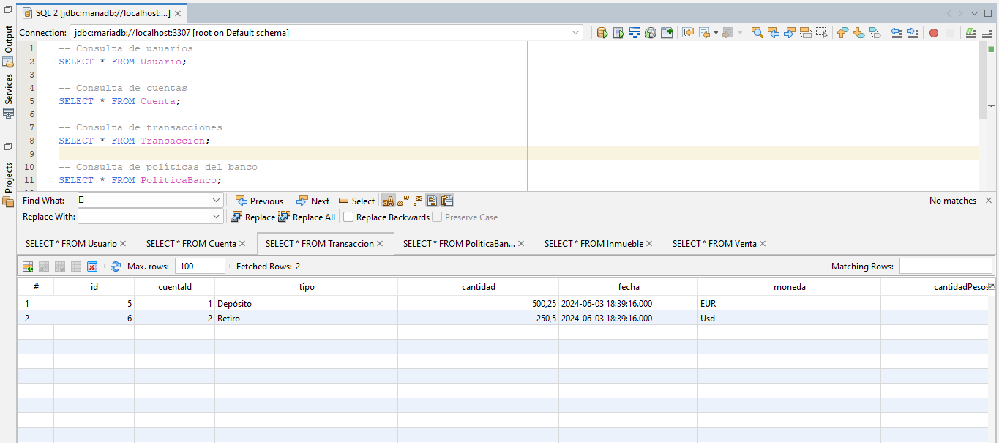 SQL 2 [jdbc:mariadb://localhost:...]
Connection: jdbc:mariadb://localhost:3307 [root on Default schema]
Output
Services
Projects
1 -- Consulta de usuarios
2 SELECT * FROM Usuario;
3
4 -- Consulta de cuentas
5 SELECT * FROM Cuenta;
6
7 -- Consulta de transacciones
8 SELECT * FROM Transaccion;
9
10 -- Consulta de políticas del banco
11 SELECT * FROM PoliticaBanco;
Find What: Previous Next Select No matches
Replace With: Replace Replace All Replace Backwards Preserve Case
SELECT * FROM Usuario SELECT * FROM Cuenta SELECT * FROM Transaccion SELECT * FROM PoliticaBan... SELECT * FROM Inmueble SELECT * FROM Venta
Max. rows: 100 Fetched Rows: 2 Matching Rows:
# id cuentaId tipo cantidad fecha moneda cantidadPesos
1 5 1 Depósito 500,25 2024-06-03 18:39:16.000 EUR
2 6 2 Retiro 250,5 2024-06-03 18:39:16.000 Usd